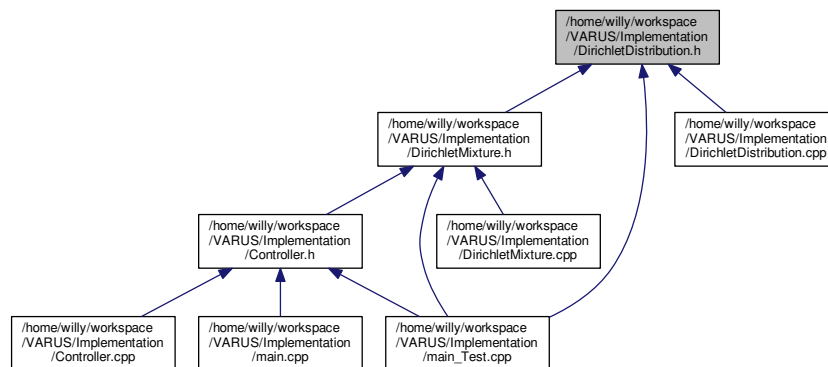 /home/willy/workspace
/VARUS/Implementation
/DirichletDistribution.h
/home/willy/workspace
/VARUS/Implementation
/DirichletMixture.h
/home/willy/workspace
/VARUS/Implementation
/DirichletDistribution.cpp
/home/willy/workspace
/VARUS/Implementation
/Controller.h
/home/willy/workspace
/VARUS/Implementation
/DirichletMixture.cpp
/home/willy/workspace
/VARUS/Implementation
/Controller.cpp
/home/willy/workspace
/VARUS/Implementation
/main.cpp
/home/willy/workspace
/VARUS/Implementation
/main_Test.cpp